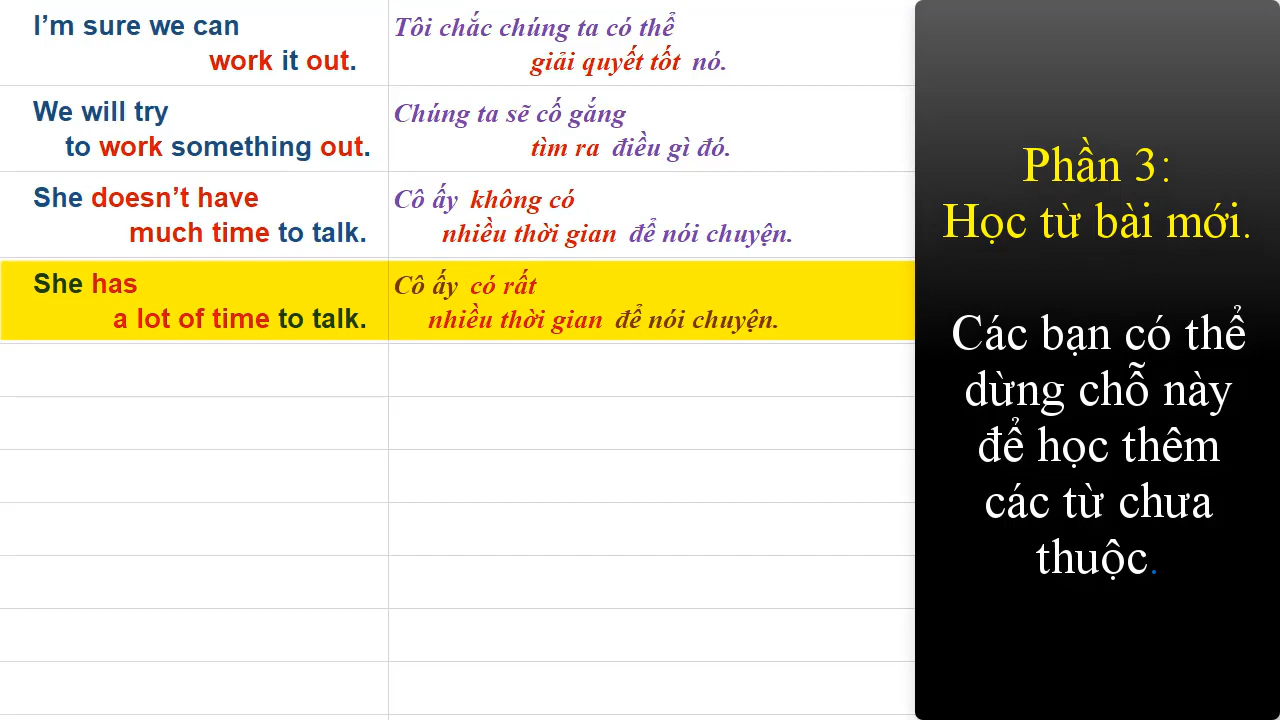 I’m sure we can
work it out.
Tôi chắc chúng ta có thể
giải quyết tốt nó.
We will try
to work something out.
Chúng ta sẽ cố gắng
tìm ra điều gì đó.
She doesn’t have
much time to talk.
Cô ấy không có
nhiều thời gian để nói chuyện.
She has
a lot of time to talk.
Cô ấy có rất
nhiều thời gian để nói chuyện.
Phần 3:
Học từ bài mới.
Các bạn có thể
dừng chỗ này
để học thêm
các từ chưa
thuộc.